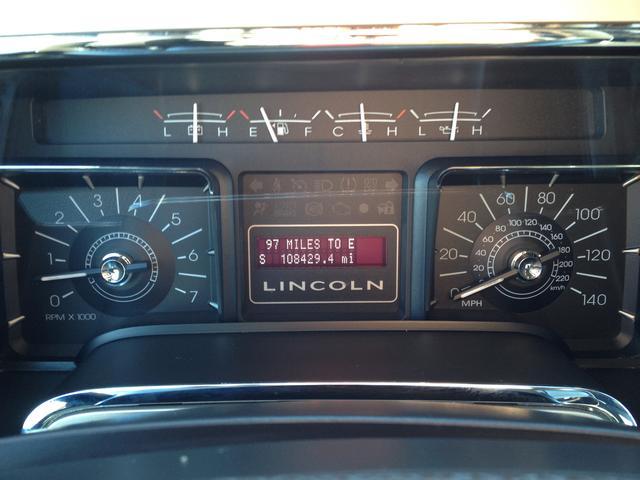 L H E F C H L H
0 1 2 3 4 5 6 7
RPM X 1000
97 MILES TO E
S 108429.4 mi
LINCOLN
0 20 40 60 80 100 120 140
20 40 60 80 100 120 140 160 180 200 220
km/h
MPH